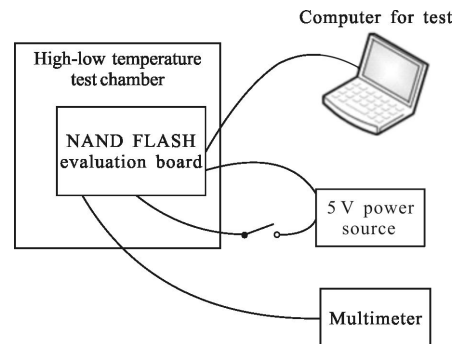 Computer for test
High-low temperature
test chamber
NAND FLASH
evaluation board
5 V power
source
Multimeter